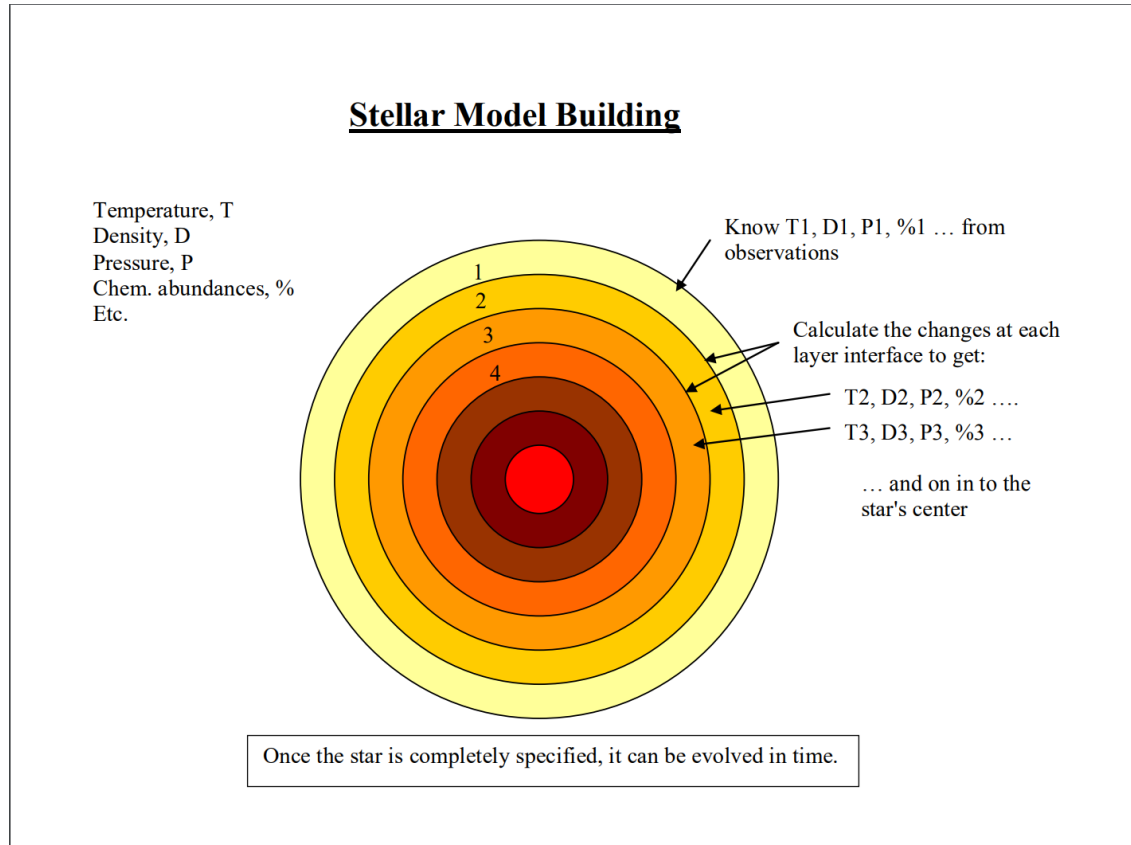 Stellar Model Building
Temperature, T
Density, D
Pressure, P
Chem. abundances, %
Etc.
Know T1, D1, P1, %1 … from
observations
1
2
3
4
Calculate the changes at each
layer interface to get:
T2, D2, P2, %2 ….
T3, D3, P3, %3 …
… and on in to the
star's center
Once the star is completely specified, it can be evolved in time.